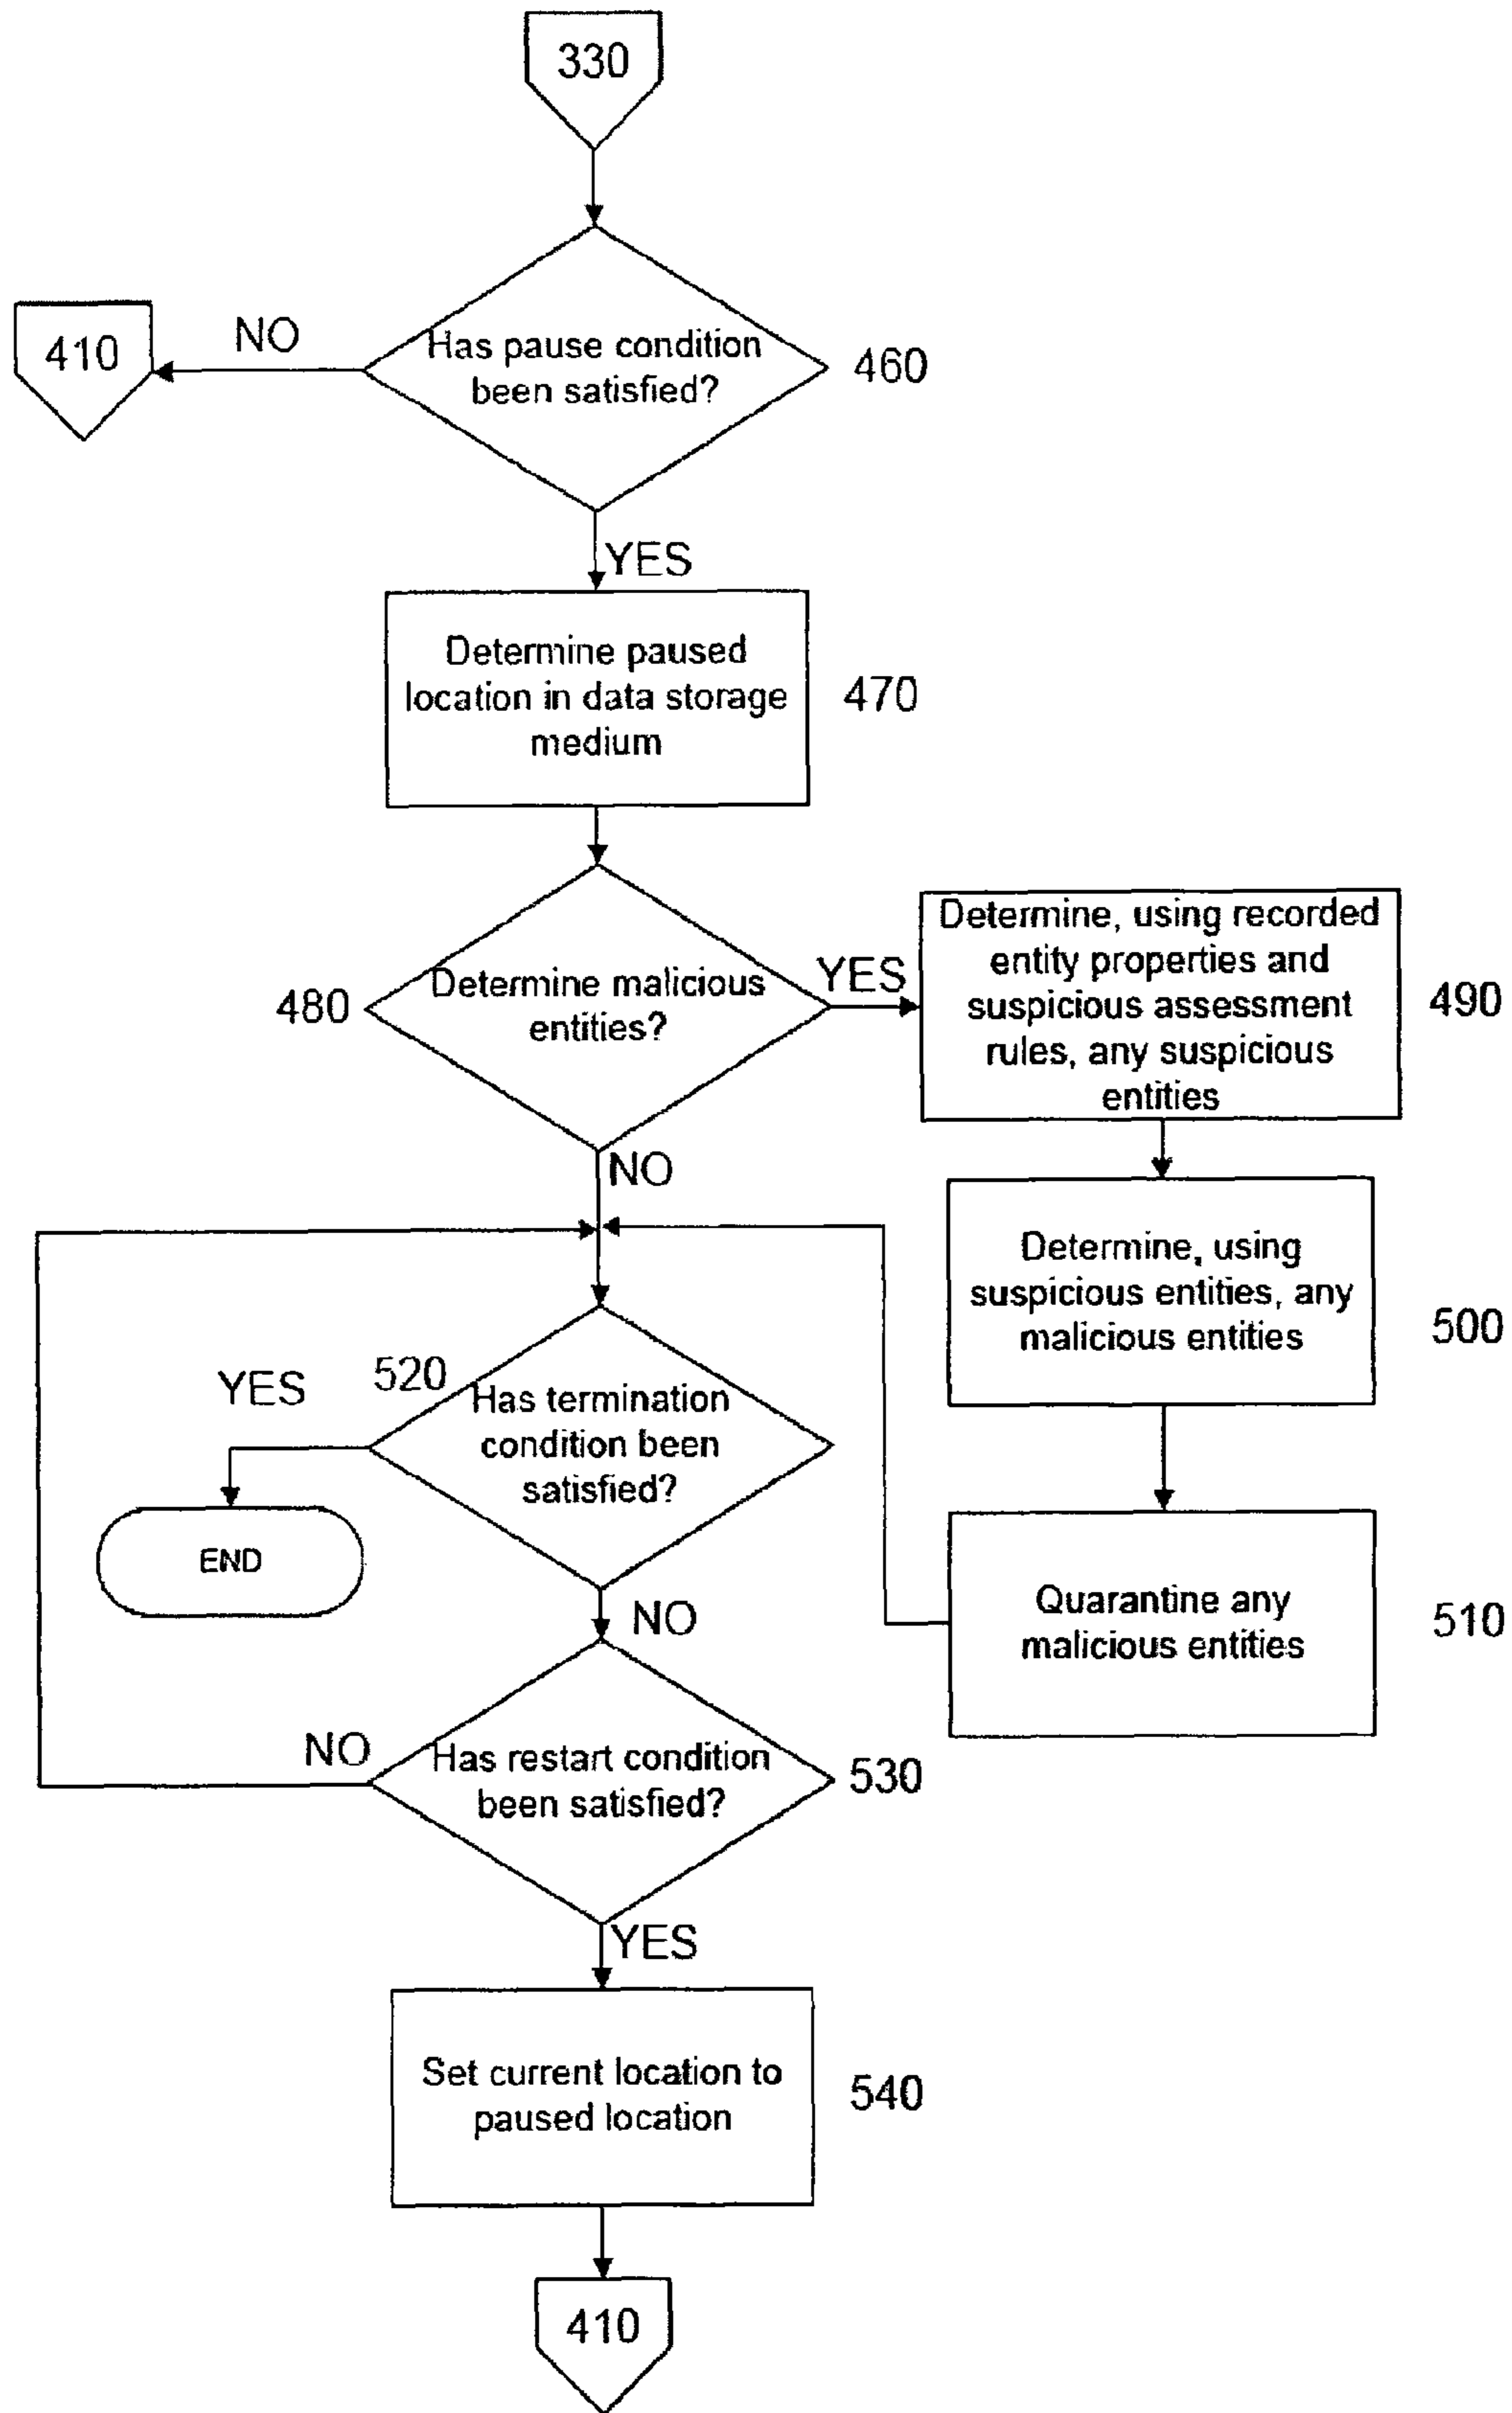 330
Has pause condition
been satisfied?
460
NO
410
YES
Determine paused
location in data storage
medium
470
Determine malicious
entities?
480
YES
Determine, using recorded
entity properties and
suspicious assessment
rules, any suspicious
entities
490
NO
Determine, using
suspicious entities, any
malicious entities
500
520
Has termination
condition been
satisfied?
YES
END
NO
Quarantine any
malicious entities
510
NO
Has restart condition
been satisfied?
530
YES
Set current location to
paused location
540
410